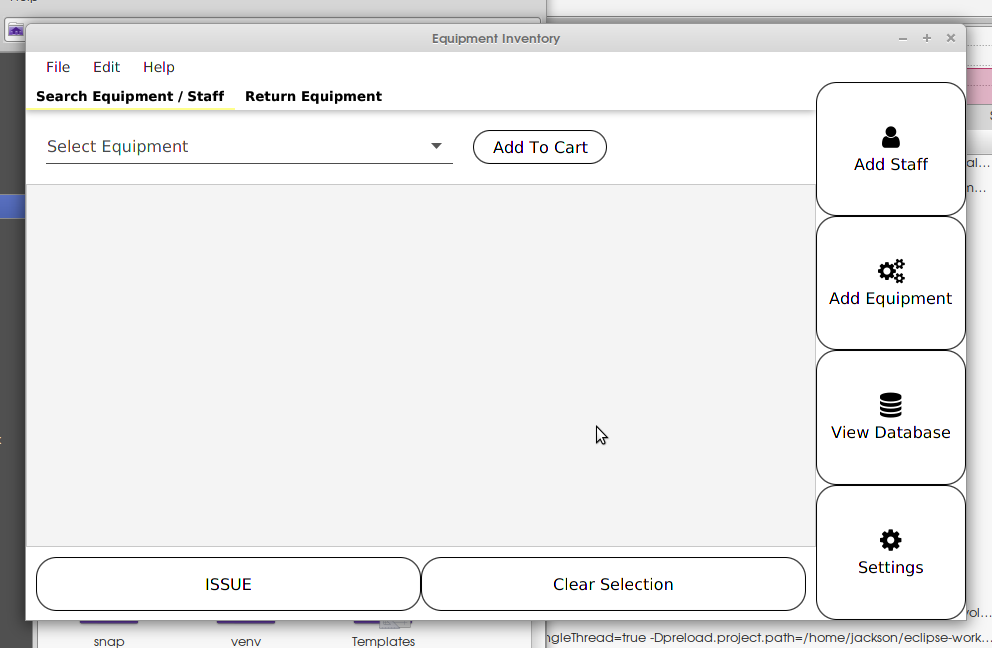 Help
Equipment Inventory
File Edit Help
Search Equipment / Staff Return Equipment
Select Equipment
Add To Cart
Add Staff
Add Equipment
View Database
Settings
ISSUE
Clear Selection
snap venv Templates
ngleThread=true -Dpreload.project.path=/home/jackson/eclipse-work...